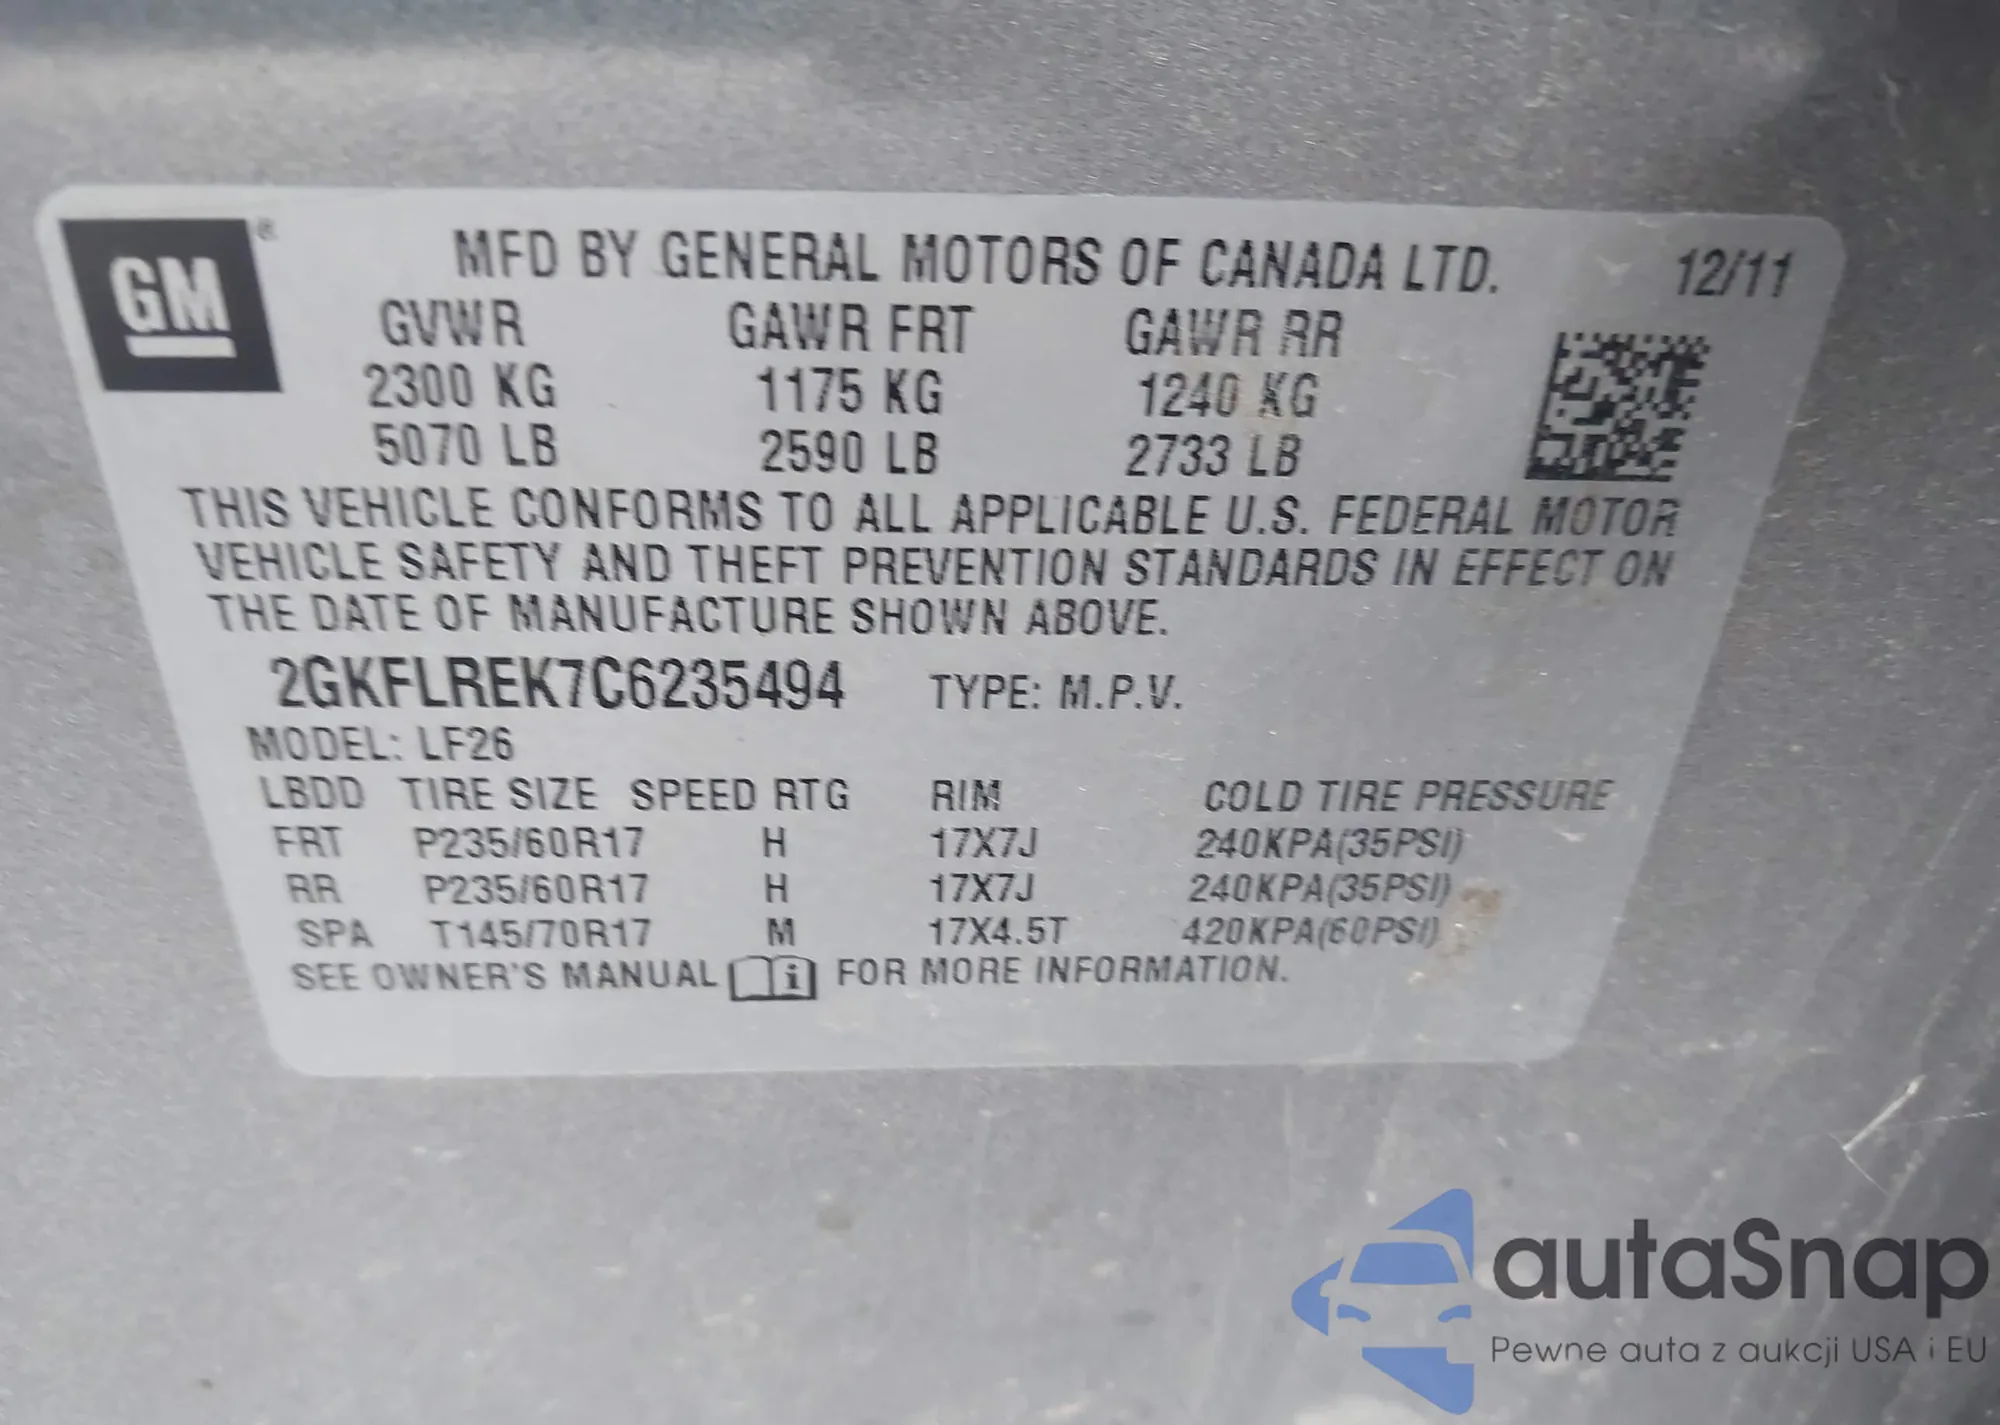 GM ®
MFD BY GENERAL MOTORS OF CANADA LTD. 12/11
GVWR GAWR FRT GAWR RR
2300 KG 1175 KG 1240 KG
5070 LB 2590 LB 2733 LB
THIS VEHICLE CONFORMS TO ALL APPLICABLE U.S. FEDERAL MOTOR
VEHICLE SAFETY AND THEFT PREVENTION STANDARDS IN EFFECT ON
THE DATE OF MANUFACTURE SHOWN ABOVE.
2GKFLREK7C6235494 TYPE: M.P.V.
MODEL: LF26
LBDD TIRE SIZE SPEED RTG RIM COLD TIRE PRESSURE
FRT P235/60R17 H 17X7J 240KPA(35PSI)
RR P235/60R17 H 17X7J 240KPA(35PSI)
SPA T145/70R17 M 17X4.5T 420KPA(60PSI)
SEE OWNER'S MANUAL i FOR MORE INFORMATION.
autaSnap
Pewne auta z aukcji USA i EU